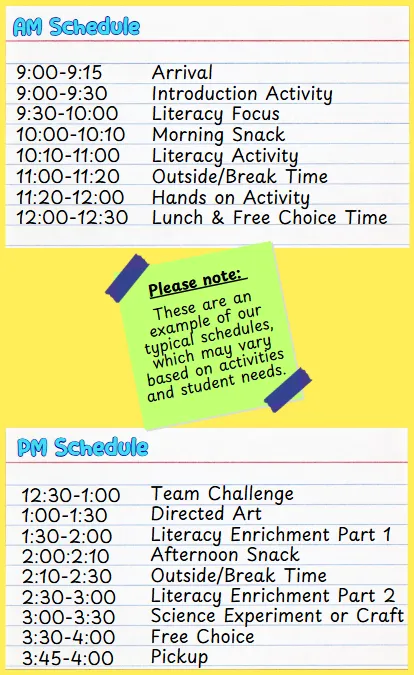 AM Schedule
9:00-9:15 Arrival
9:00-9:30 Introduction Activity
9:30-10:00 Literacy Focus
10:00-10:10 Morning Snack
10:10-11:00 Literacy Activity
11:00-11:20 Outside/Break Time
11:20-12:00 Hands on Activity
12:00-12:30 Lunch & Free Choice Time
Please note:
These are an
example of our
typical schedules,
which may vary
based on activities
and student needs.
PM Schedule
12:30-1:00 Team Challenge
1:00-1:30 Directed Art
1:30-2:00 Literacy Enrichment Part 1
2:00:2:10 Afternoon Snack
2:10-2:30 Outside/Break Time
2:30-3:00 Literacy Enrichment Part 2
3:00-3:30 Science Experiment or Craft
3:30-4:00 Free Choice
3:45-4:00 Pickup